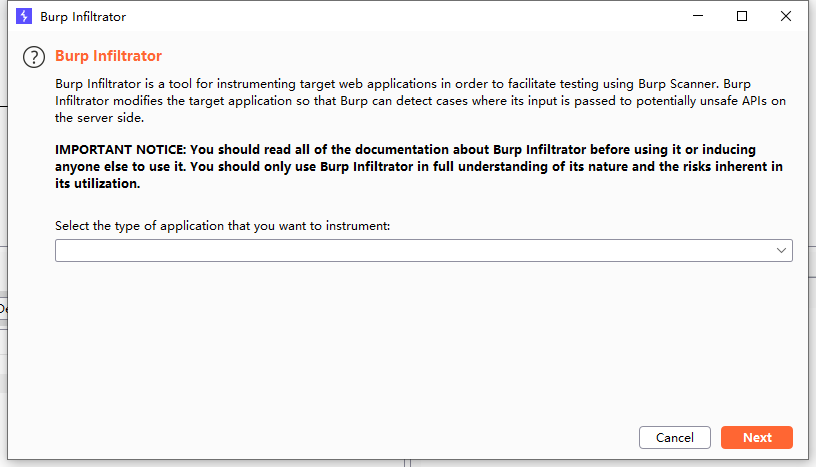 Burp Infiltrator
Burp Infiltrator
Burp Infiltrator is a tool for instrumenting target web applications in order to facilitate testing using Burp Scanner. Burp
Infiltrator modifies the target application so that Burp can detect cases where its input is passed to potentially unsafe APIs on
the server side.
IMPORTANT NOTICE: You should read all of the documentation about Burp Infiltrator before using it or inducing
anyone else to use it. You should only use Burp Infiltrator in full understanding of its nature and the risks inherent in
its utilization.
Select the type of application that you want to instrument:
Cancel Next